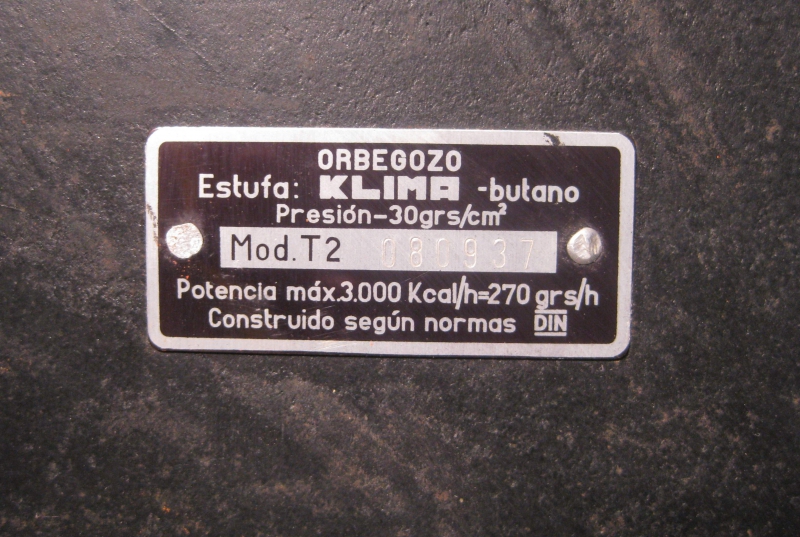 ORBEGOZO
Estufa: KLIMA -butano
Presión-30grs/cm²
Mod.T2 080937
Potencia máx.3.000 Kcal/h=270 grs/h
Construido según normas DIN